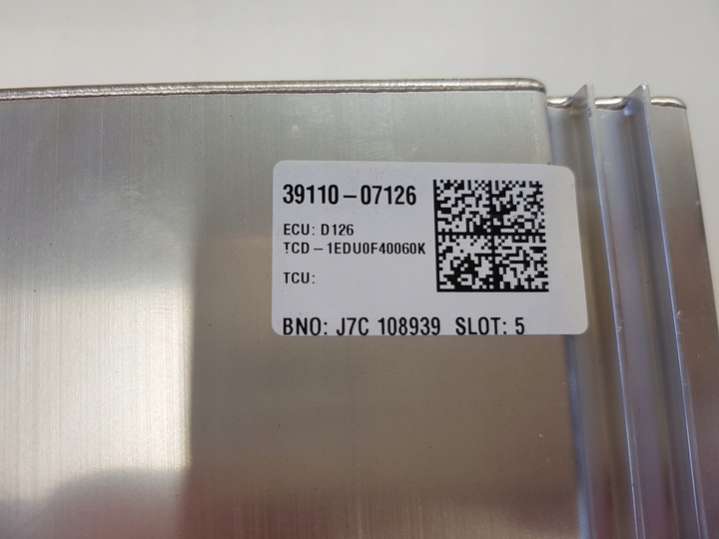 39110-07126
ECU: D126
TCD-1EDU0F40060K
TCU:
BNO: J7C 108939 SLOT: 5